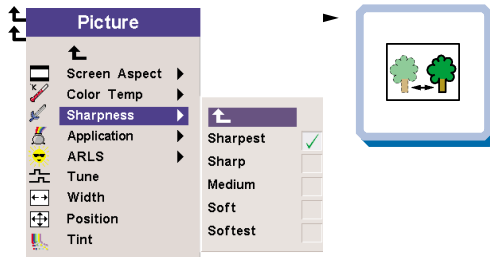 Picture
Screen Aspect
Color Temp
Sharpness
Application
ARLS
Tune
Width
Position
Tint
Sharpest
Sharp
Medium
Soft
Softest
K